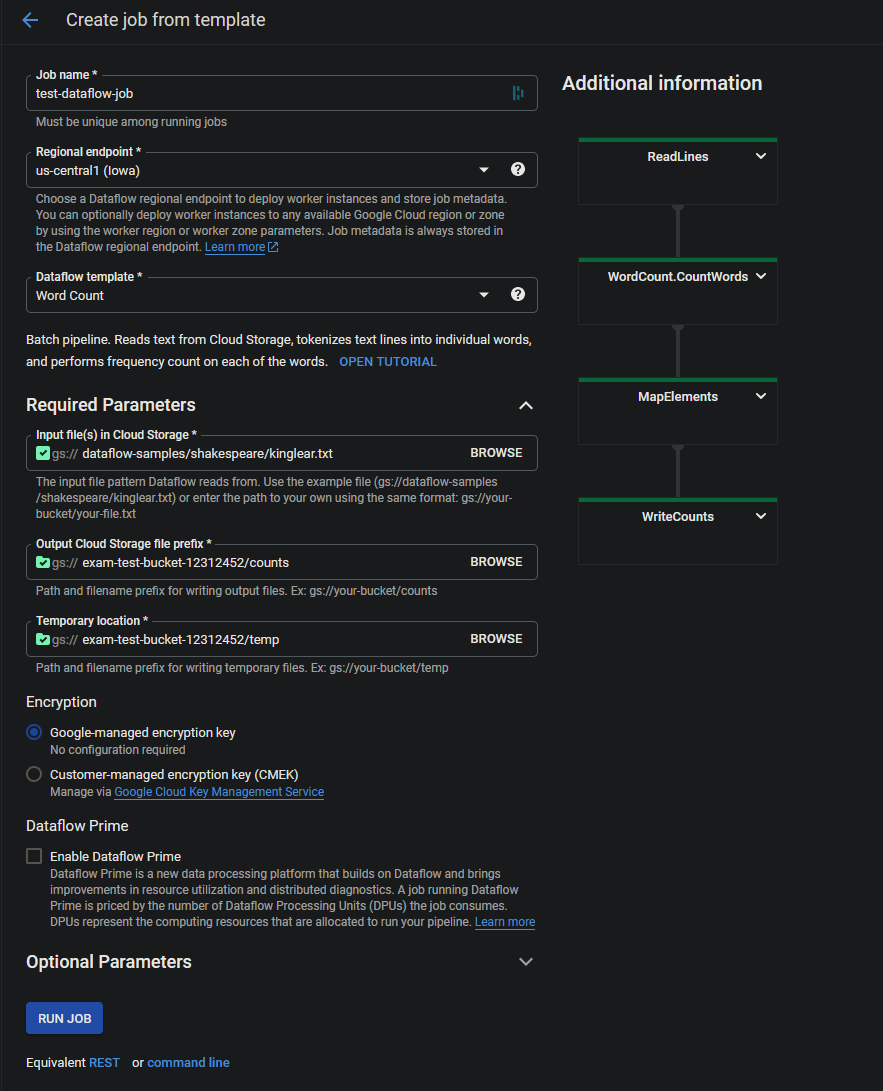 Create job from template
Job name *
test-dataflow-job
Must be unique among running jobs
Regional endpoint *
us-central1 (Iowa)
Choose a Dataflow regional endpoint to deploy worker instances and store job metadata.
You can optionally deploy worker instances to any available Google Cloud region or zone
by using the worker region or worker zone parameters. Job metadata is always stored in
the Dataflow regional endpoint. Learn more
Dataflow template *
Word Count
Batch pipeline. Reads text from Cloud Storage, tokenizes text lines into individual words,
and performs frequency count on each of the words. OPEN TUTORIAL
Required Parameters
Input file(s) in Cloud Storage *
gs:// dataflow-samples/shakespeare/kinglear.txt BROWSE
The input file pattern Dataflow reads from. Use the example file (gs://dataflow-samples
/shakespeare/kinglear.txt) or enter the path to your own using the same format: gs://your-
bucket/your-file.txt
Output Cloud Storage file prefix *
gs:// exam-test-bucket-12312452/counts BROWSE
Path and filename prefix for writing output files. Ex: gs://your-bucket/counts
Temporary location *
gs:// exam-test-bucket-12312452/temp BROWSE
Path and filename prefix for writing temporary files. Ex: gs://your-bucket/temp
Encryption
Google-managed encryption key
No configuration required
Customer-managed encryption key (CMEK)
Manage via Google Cloud Key Management Service
Dataflow Prime
Enable Dataflow Prime
Dataflow Prime is a new data processing platform that builds on Dataflow and brings
improvements in resource utilization and distributed diagnostics. A job running Dataflow
Prime is priced by the number of Dataflow Processing Units (DPUs) the job consumes.
DPUs represent the computing resources that are allocated to run your pipeline. Learn more
Optional Parameters
RUN JOB
Equivalent REST or command line
Additional information
ReadLines
WordCount.CountWords
MapElements
WriteCounts